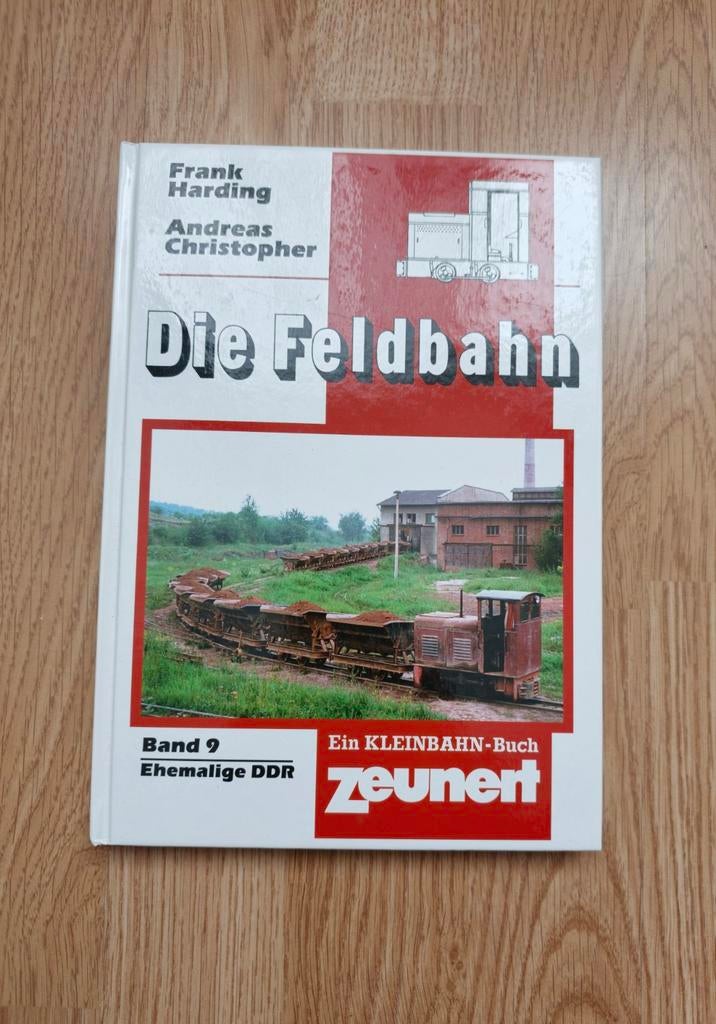 Frank
Harding
Andreas
Christopher
Die Feldbahn
Band 9
Ehemalige DDR
Ein KLEINBAHN-Buch
zeunert